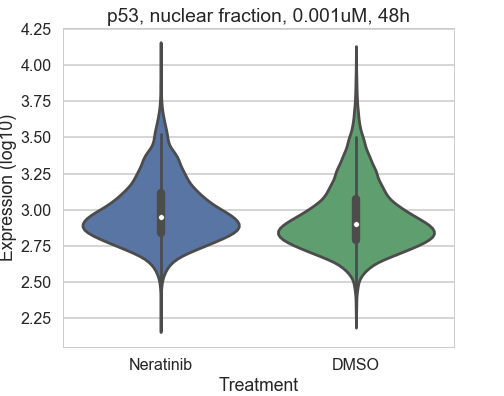 p53, nuclear fraction, 0.001uM, 48h
Expression (log10)
4.25
4.00
3.75
3.50
3.25
3.00
2.75
2.50
2.25
Neratinib DMSO
Treatment